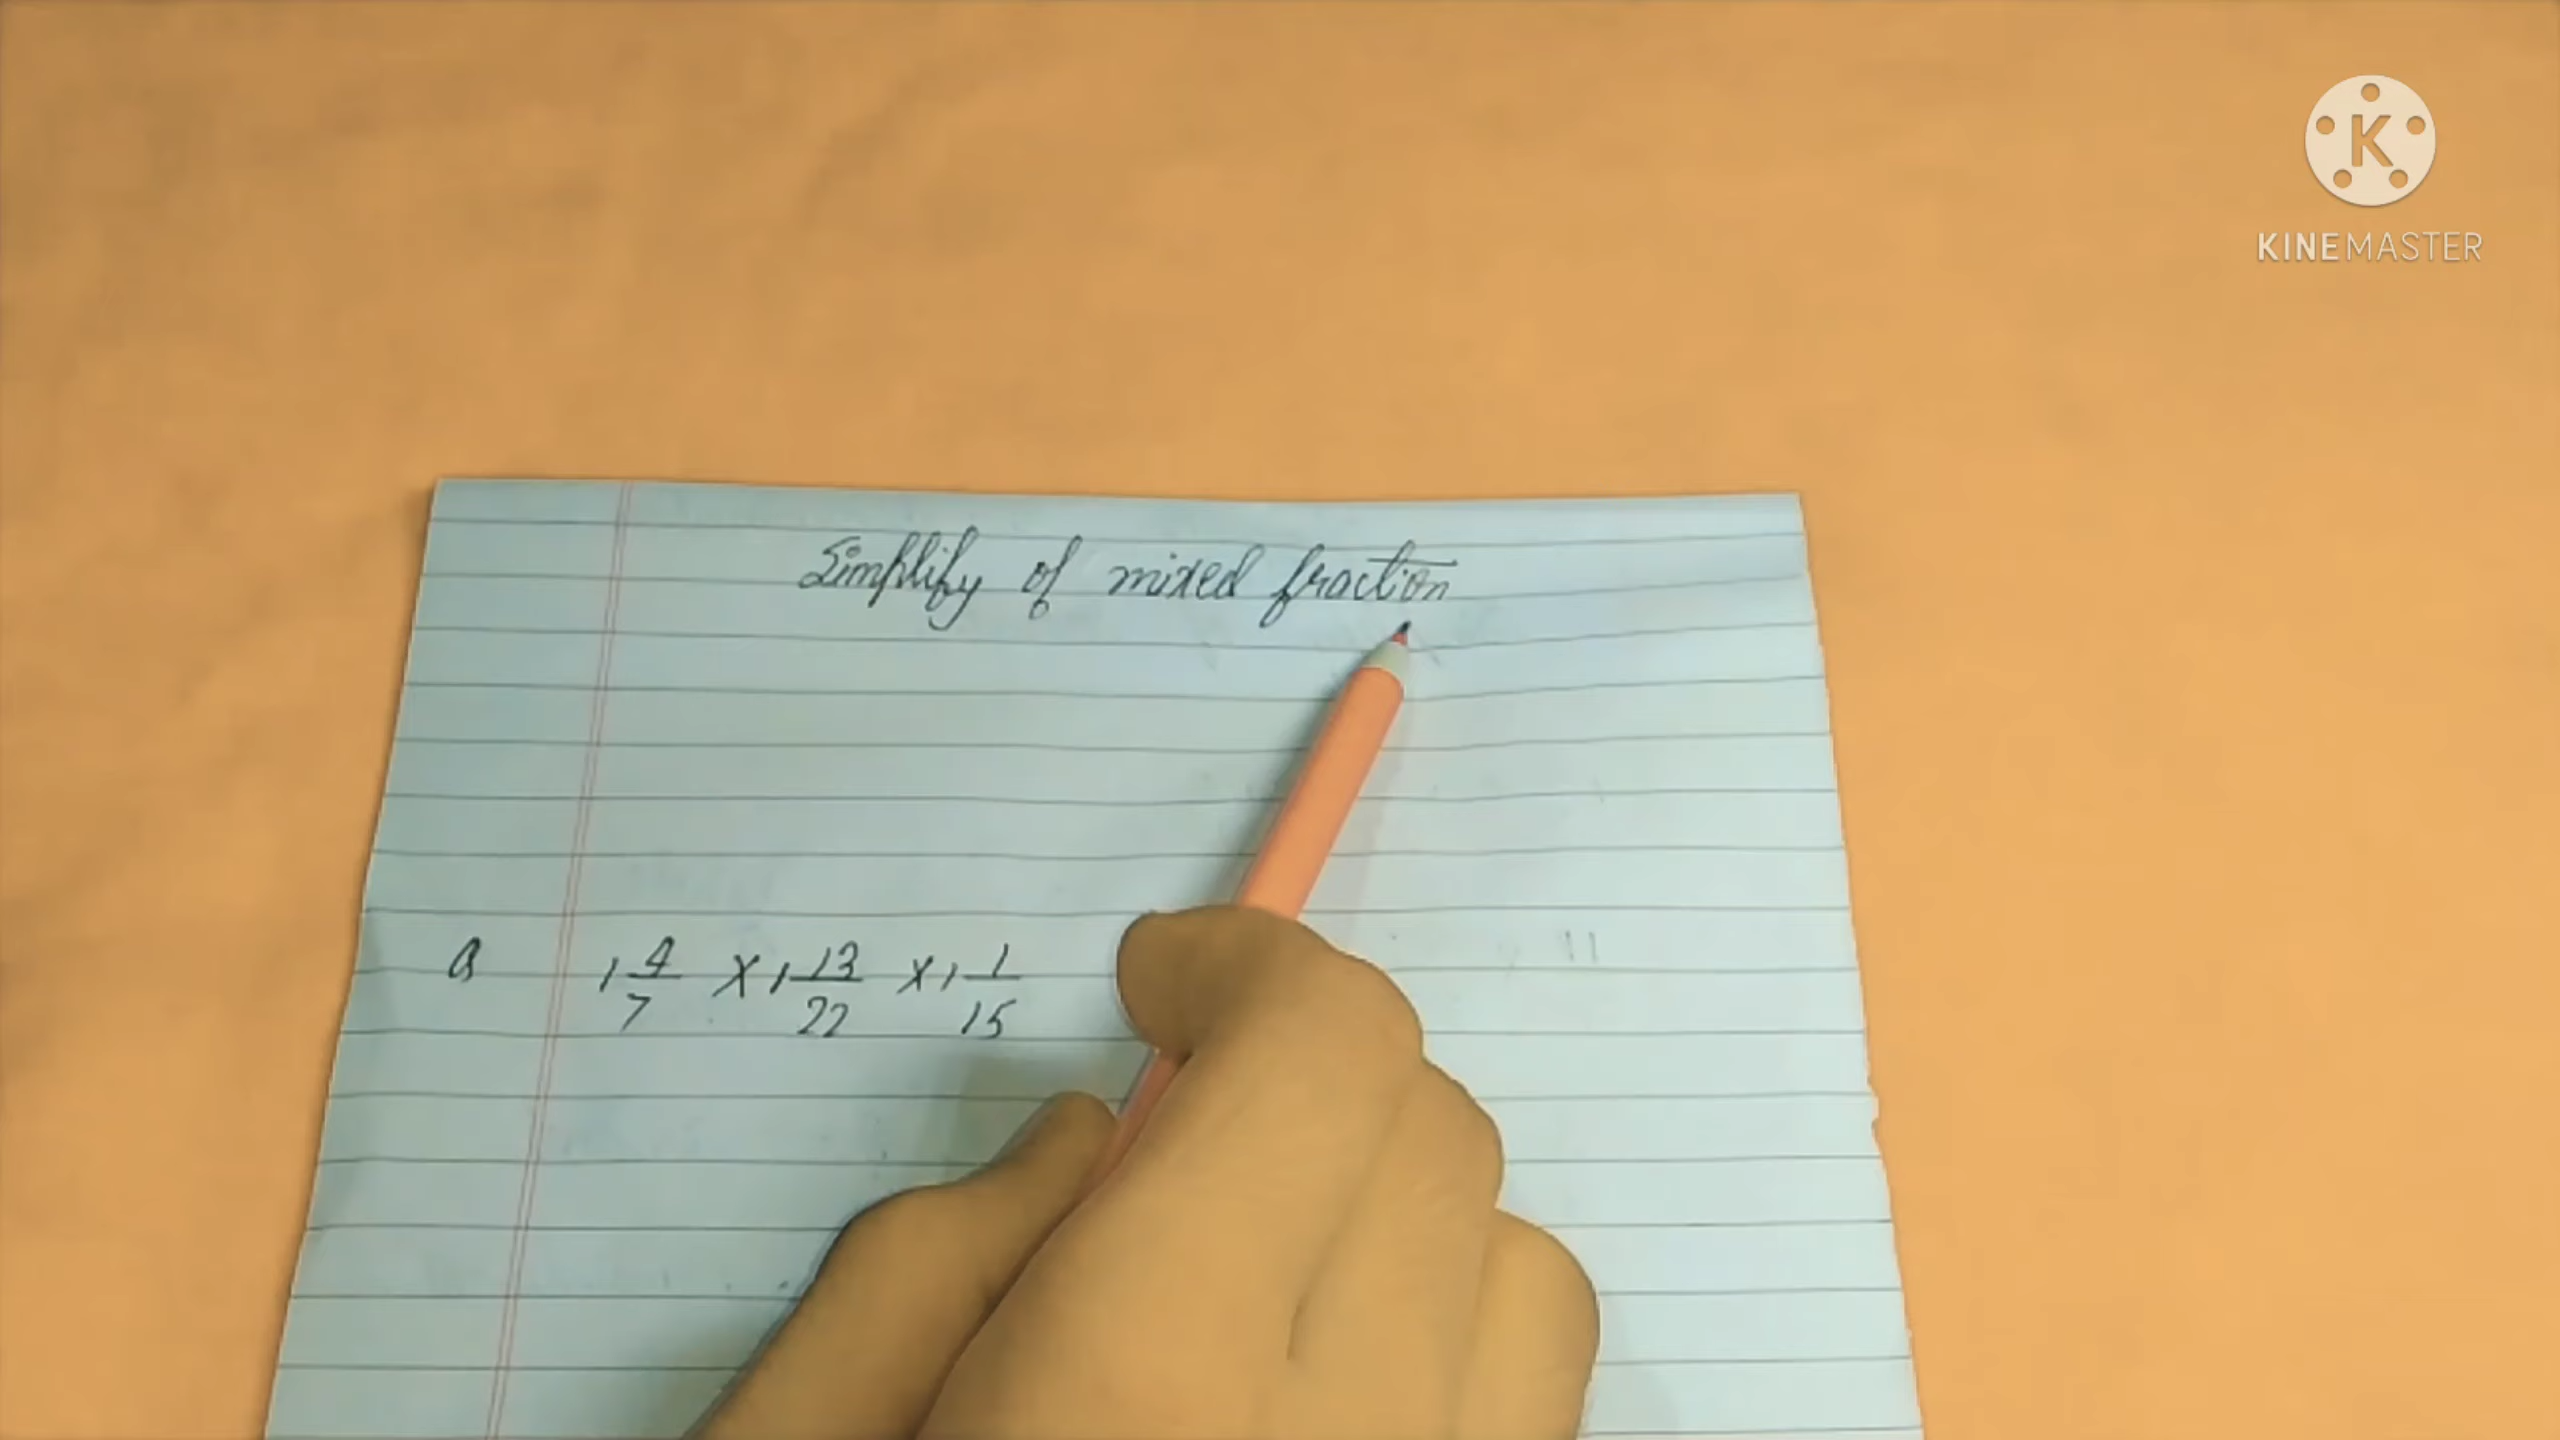 K
KINEMASTER
Simplify of mixed fraction
Q 1 4/7 × 1 13/22 × 1 1/15